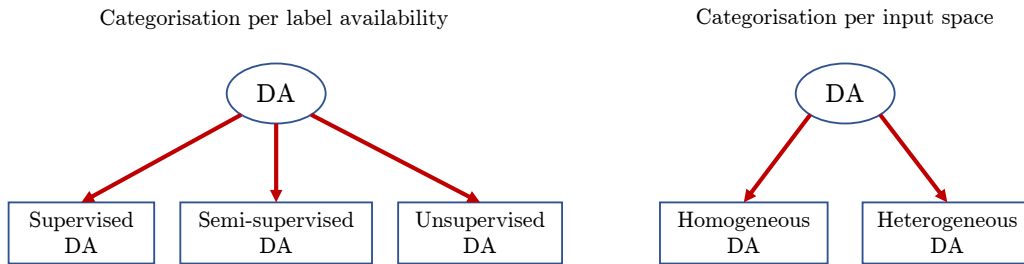 Categorisation per label availability
DA
Supervised
DA
Semi-supervised
DA
Unsupervised
DA
Categorisation per input space
DA
Homogeneous
DA
Heterogeneous
DA